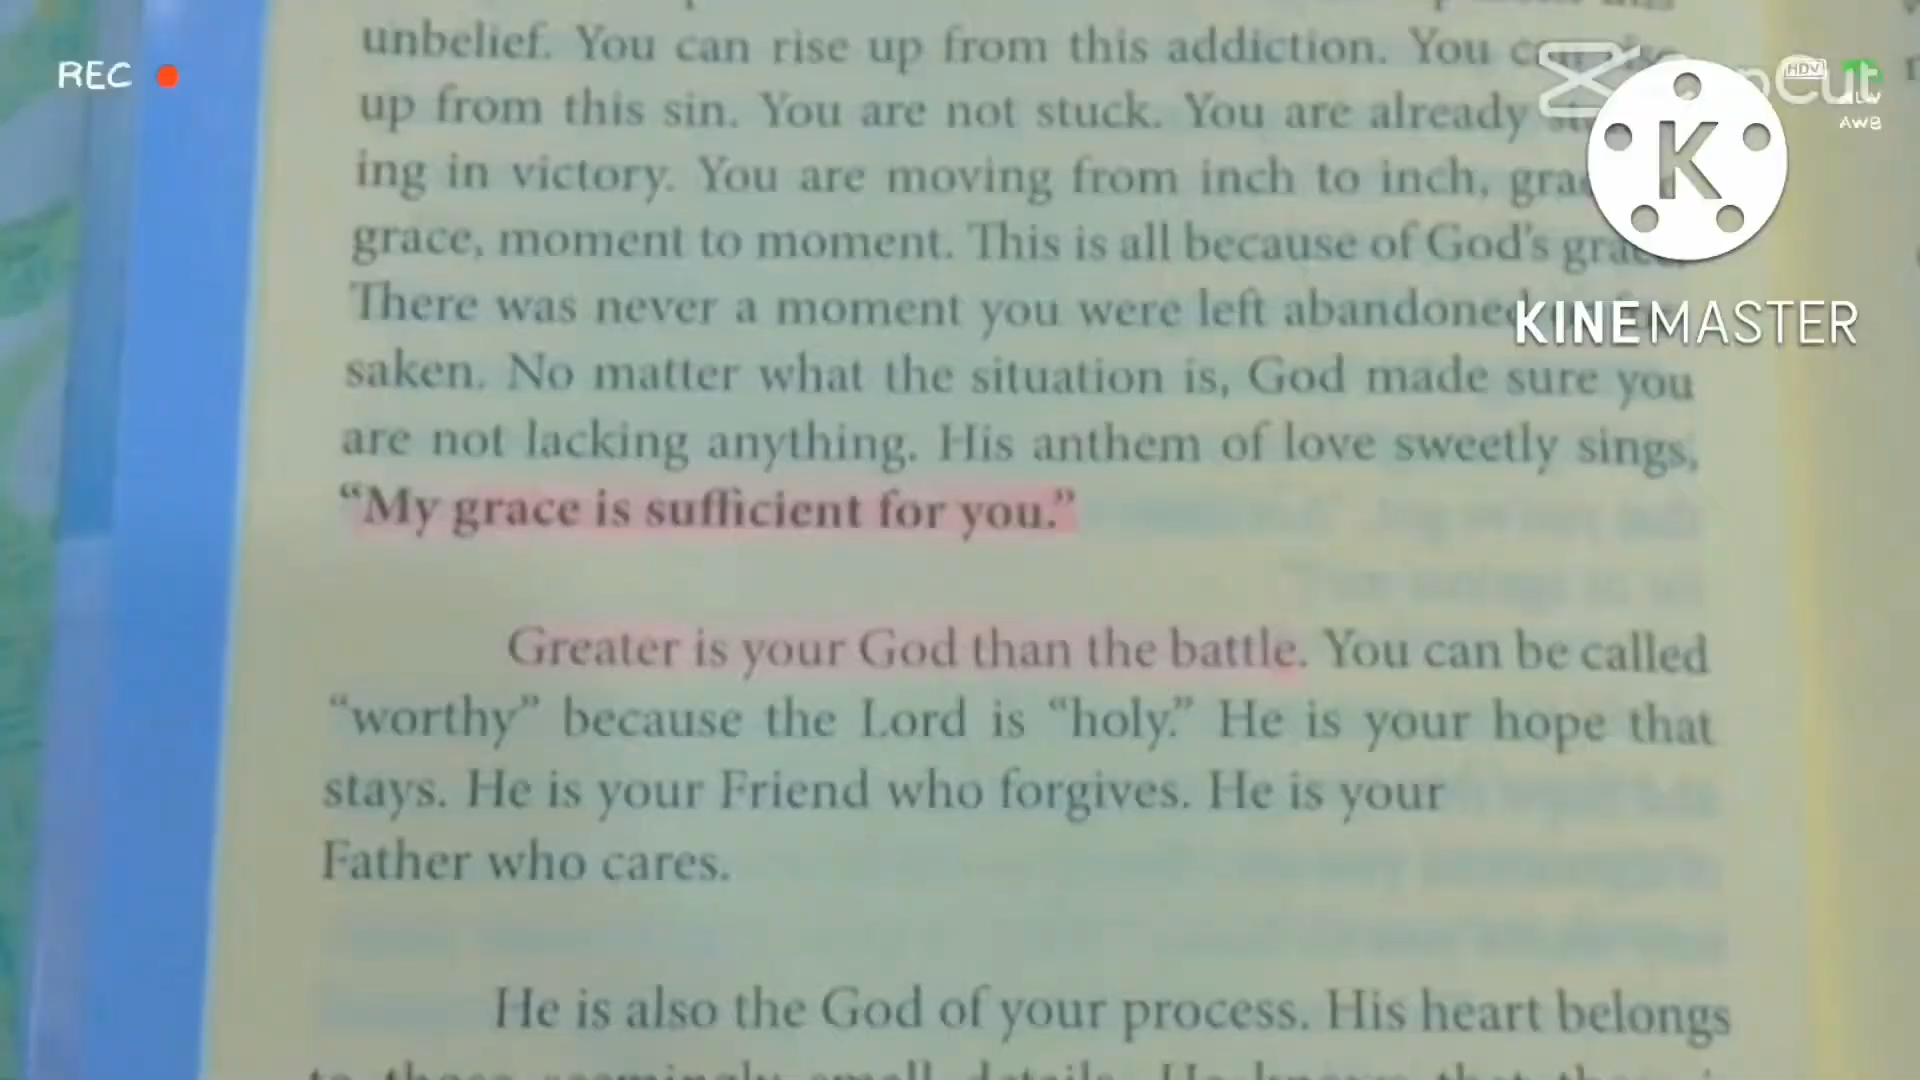 unbelief. You can rise up from this addiction. You
REC
up from this sin. You are not stuck. You are already
ing in victory. You are moving from inch to inch,
grace, moment to moment. This is all because of God's
There was never a moment you were left abandoned
saken. No matter what the situation is, God made sure you
are not lacking anything. His anthem of love sweetly sings,
“My grace is sufficient for you.”
Greater is your God than the battle. You can be called
“worthy” because the Lord is “holy.” He is your hope that
stays. He is your Friend who forgives. He is your
Father who cares.
He is also the God of your process. His heart belongs
HDV
AWB
K
KINEMASTER